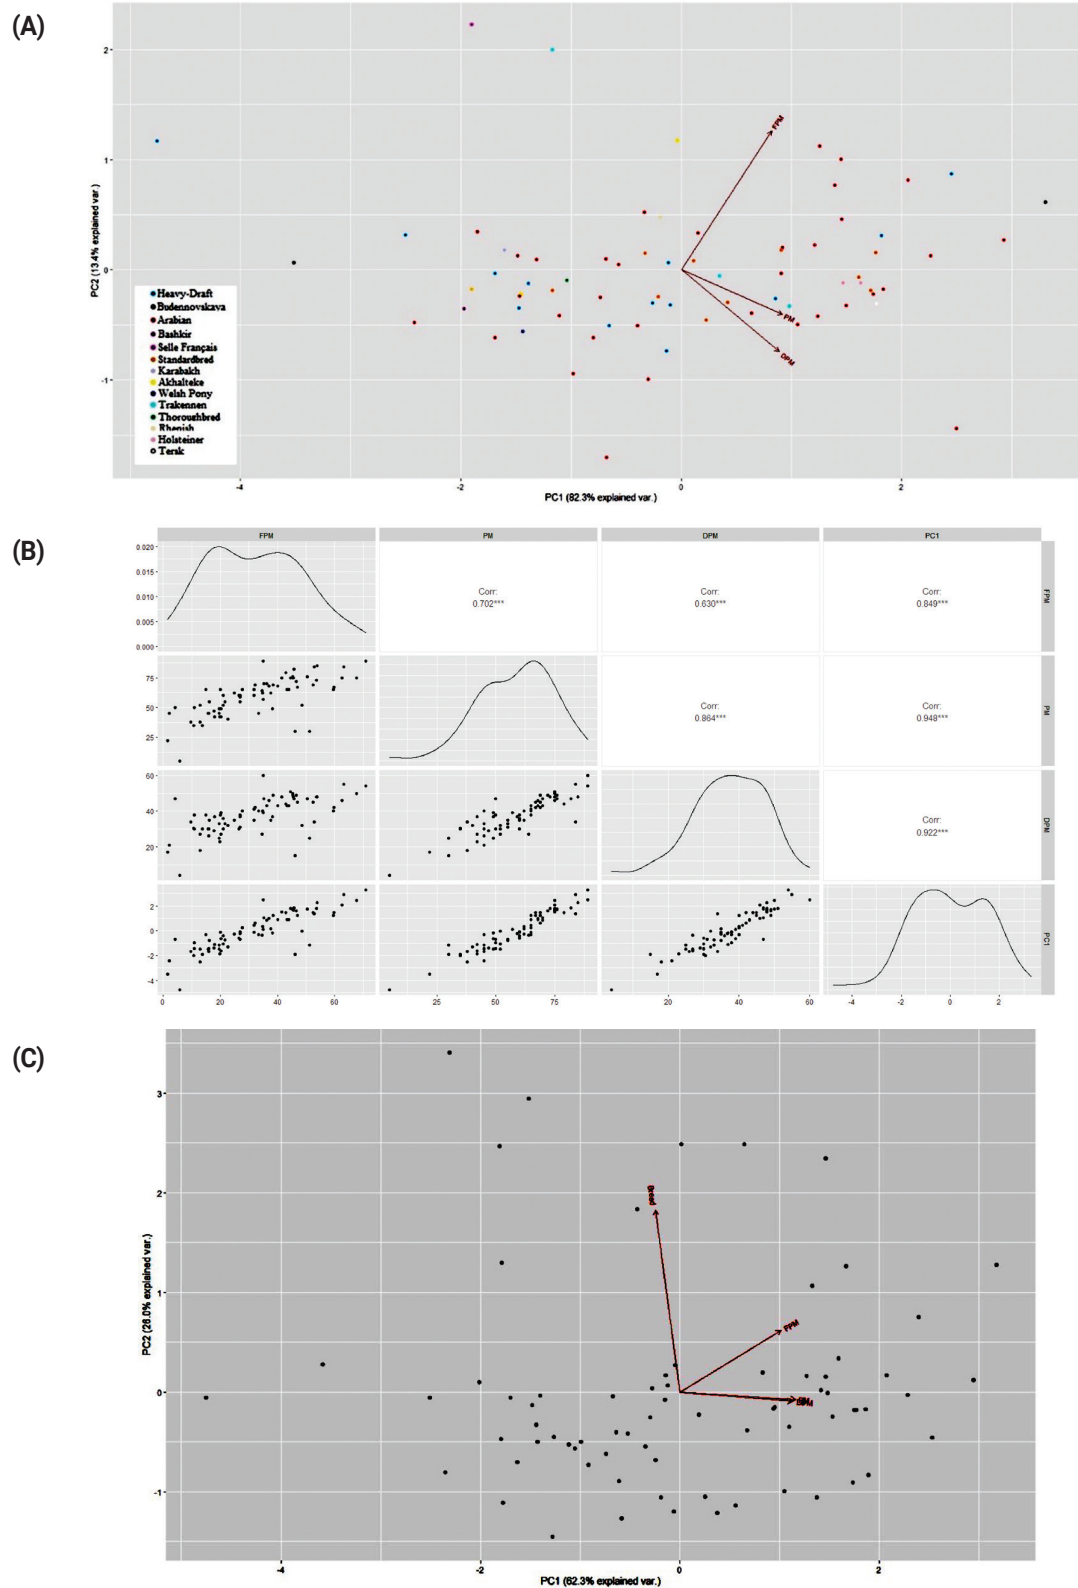 (A)
2
1
0
-1
PC2 (13.4% explained var.)
FPM
PM
DPM
Heavy-Draft
Budennovskava
Arabian
Bashkir
Selle Français
Standardbred
Karabakh
Akhalteke
Welsh Pony
Trakennen
Thoroughbred
Rhenish
Holsteiner
Tersk
-4
-2
0
2
PC1 (82.3% explained var.)
(B)
FPM
PM
DPM
PC1
0.020
0.015
0.010
0.005
0.000
Corr:
0.702***
Corr:
0.630***
Corr:
0.849***
FPM
75
50
25
Corr:
0.864***
Corr:
0.948***
PM
60
40
20
Corr:
0.922***
DPM
2
0
-2
-4
PC1
20
40
60
25
50
75
20
40
60
-4
-2
0
2
(C)
3
2
1
0
-1
PC2 (26.0% explained var.)
FPM
-4
-2
0
2
PC1 (62.3% explained var.)